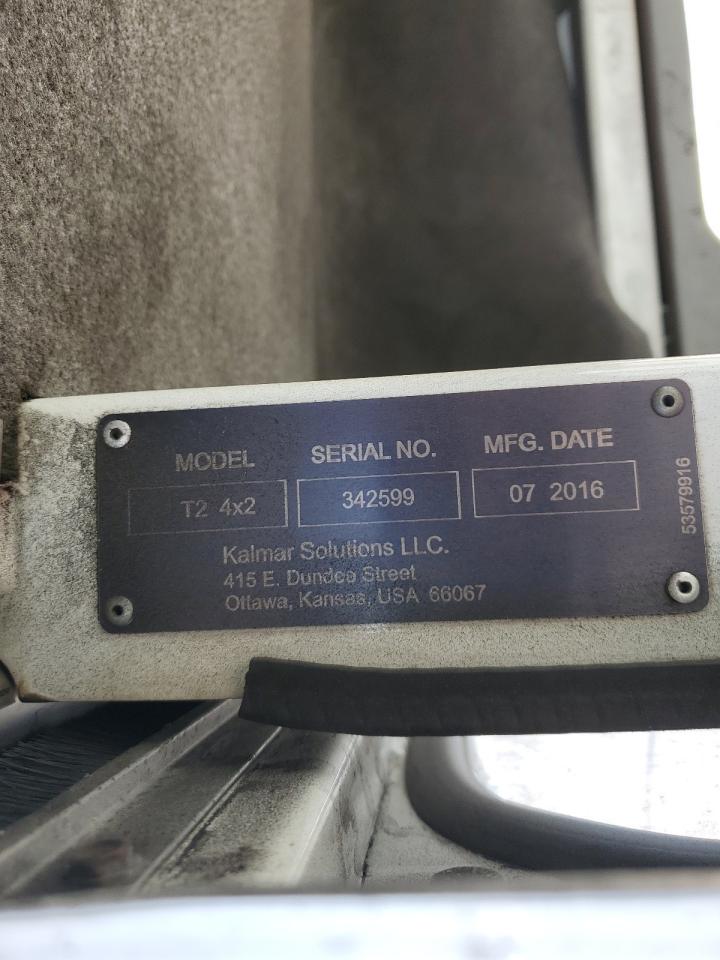 MODEL SERIAL NO. MFG. DATE
T2 4x2 342599 07 2016
Kalmar Solutions LLC.
415 E. Dundee Street
Ottawa, Kansas, USA 66067
53579916